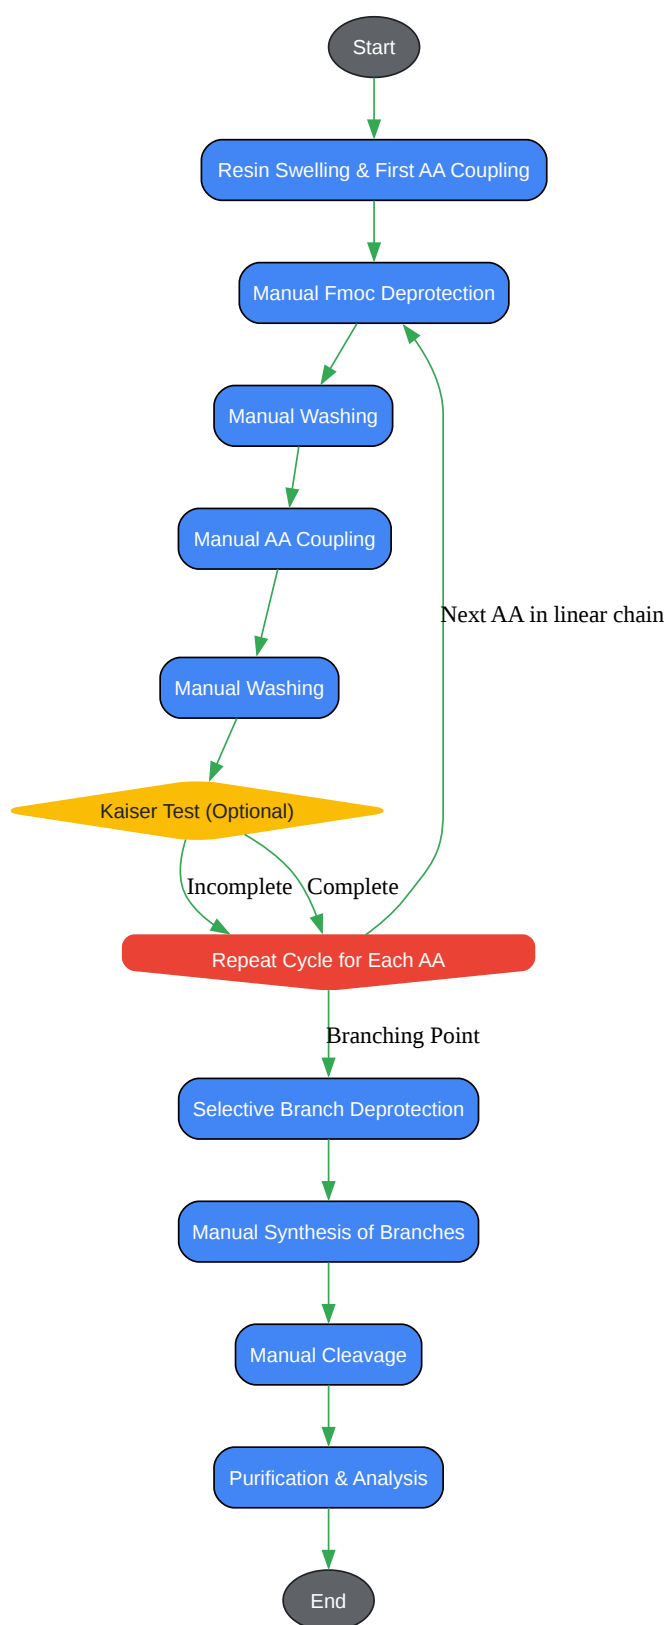 Start
Resin Swelling & First AA Coupling
Manual Fmoc Deprotection
Manual Washing
Manual AA Coupling
Next AA in linear chain
Manual Washing
Kaiser Test (Optional)
Incomplete
Complete
Repeat Cycle for Each AA
Branching Point
Selective Branch Deprotection
Manual Synthesis of Branches
Manual Cleavage
Purification & Analysis
End